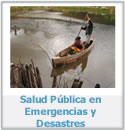 Salud Pública en
Emergencias y
Desastres